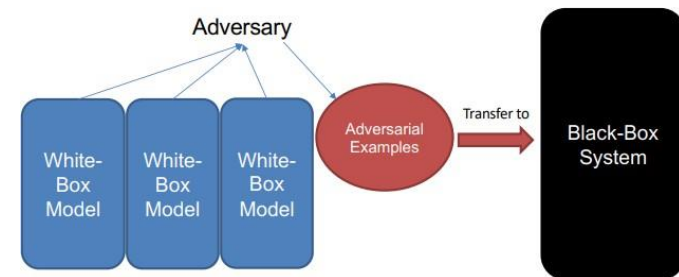 Adversary
White-
Box
Model
White-
Box
Model
White-
Box
Model
Adversarial
Examples
Transfer to
Black-Box
System